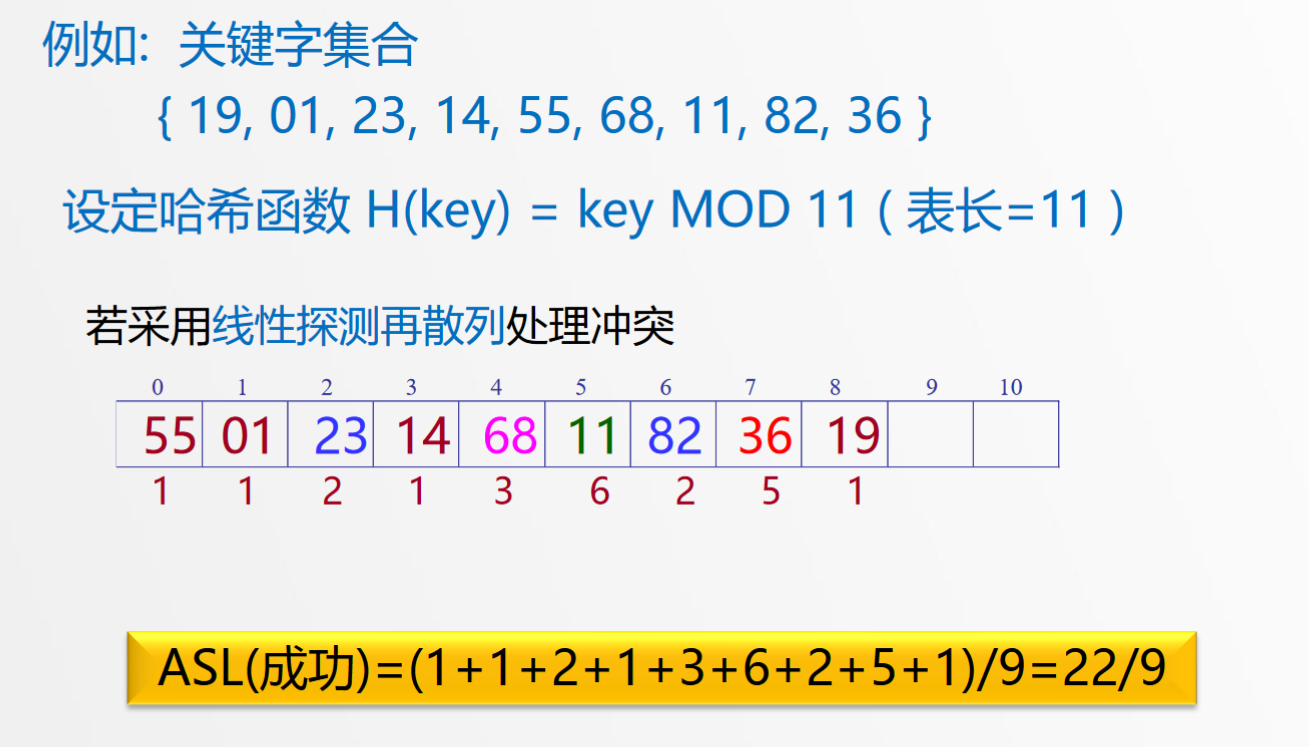 例如: 关键字集合
{ 19, 01, 23, 14, 55, 68, 11, 82, 36 }
设定哈希函数 H(key) = key MOD 11 ( 表长=11 )
若采用线性探测再散列处理冲突
0 1 2 3 4 5 6 7 8 9 10
55 01 23 14 68 11 82 36 19
1 1 2 1 3 6 2 5 1
ASL(成功)=(1+1+2+1+3+6+2+5+1)/9=22/9